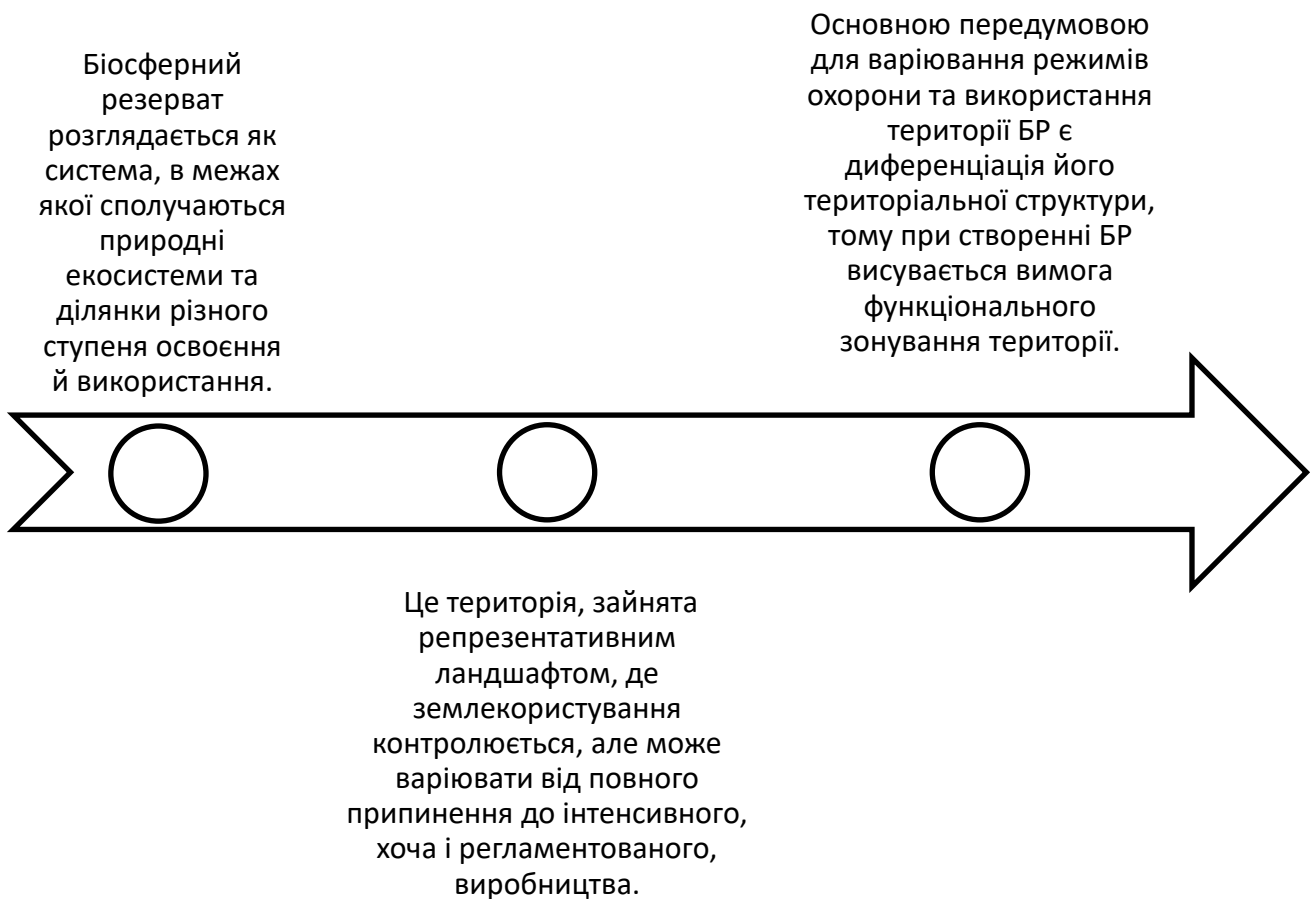 Біосферний
резерват
розглядається як
система, в межах
якої сполучаються
природні
екосистеми та
ділянки різного
ступеня освоєння
й використання.
Це територія, зайнята
репрезентативним
ландшафтом, де
землекористування
контролюється, але може
варіювати від повного
припинення до інтенсивного,
хоча і регламентованого,
виробництва.
Основною передумовою
для варіювання режимів
охорони та використання
території БР є
диференціація його
територіальної структури,
тому при створенні БР
висувається вимога
функціонального
зонування території.